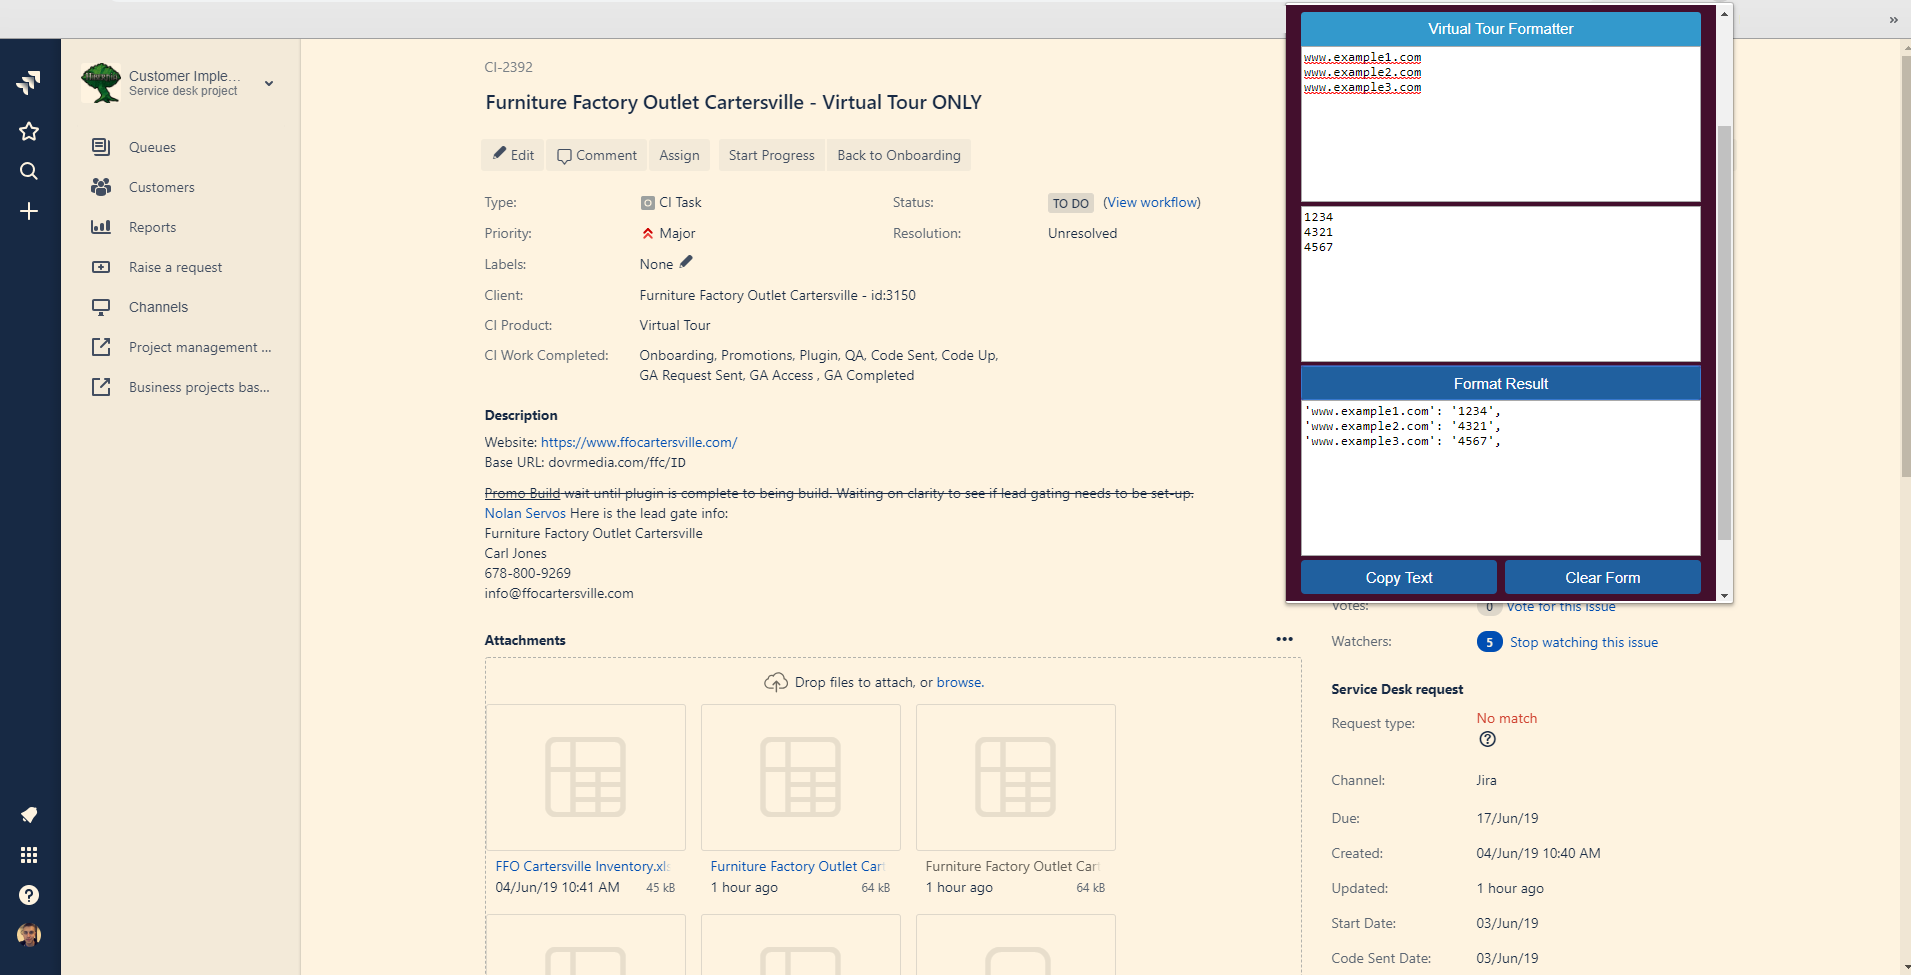 »
Customer Imple...
Service desk project
Queues
Customers
Reports
Raise a request
Channels
Project management ...
Business projects bas...
CI-2392
Furniture Factory Outlet Cartersville - Virtual Tour ONLY
Edit
Comment
Assign
Start Progress
Back to Onboarding
Type: CI Task
Status: TO DO (View workflow)
Priority: Major
Resolution: Unresolved
Labels: None
Client: Furniture Factory Outlet Cartersville - id:3150
CI Product: Virtual Tour
CI Work Completed: Onboarding, Promotions, Plugin, QA, Code Sent, Code Up,
GA Request Sent, GA Access , GA Completed
Description
Website: https://www.ffocartersville.com/
Base URL: dovrmedia.com/ffc/ID
Promo Build wait until plugin is complete to being build. Waiting on clarity to see if lead gating needs to be set-up.
Nolan Servos Here is the lead gate info:
Furniture Factory Outlet Cartersville
Carl Jones
678-800-9269
info@ffocartersville.com
Attachments
Drop files to attach, or browse.
FFO Cartersville Inventory.xls
04/Jun/19 10:41 AM 45 kB
Furniture Factory Outlet Cart
1 hour ago 64 kB
Furniture Factory Outlet Cart
1 hour ago 64 kB
Virtual Tour Formatter
www.example1.com
www.example2.com
www.example3.com
1234
4321
4567
Format Result
'www.example1.com': '1234',
'www.example2.com': '4321',
'www.example3.com': '4567',
Copy Text
Clear Form
Votes: 0 Vote for this issue
Watchers: 5 Stop watching this issue
Service Desk request
Request type: No match
Channel: Jira
Due: 17/Jun/19
Created: 04/Jun/19 10:40 AM
Updated: 1 hour ago
Start Date: 03/Jun/19
Code Sent Date: 03/Jun/19